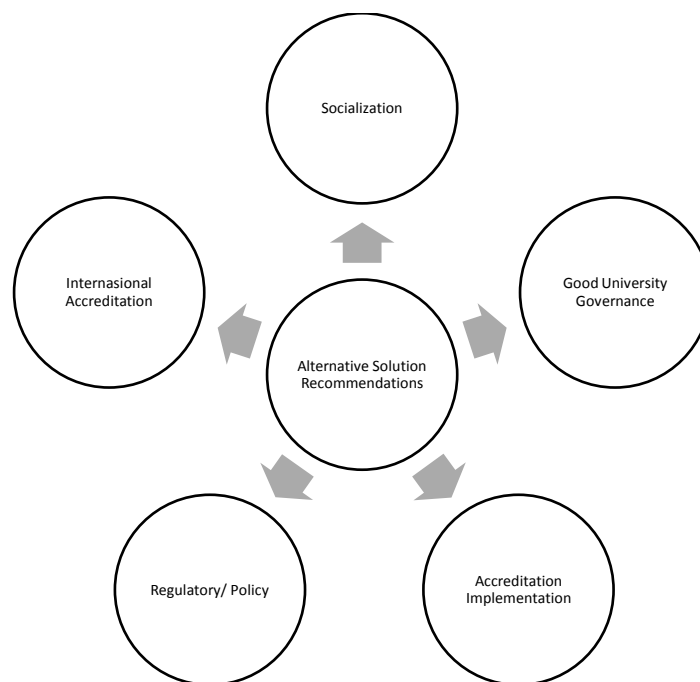 Socialization
Internasional
Accreditation
Good University
Governance
Alternative Solution
Recommendations
Regulatory/ Policy
Accreditation
Implementation